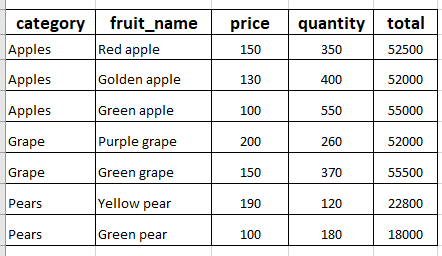 category fruit_name price quantity total
Apples Red apple 150 350 52500
Apples Golden apple 130 400 52000
Apples Green apple 100 550 55000
Grape Purple grape 200 260 52000
Grape Green grape 150 370 55500
Pears Yellow pear 190 120 22800
Pears Green pear 100 180 18000